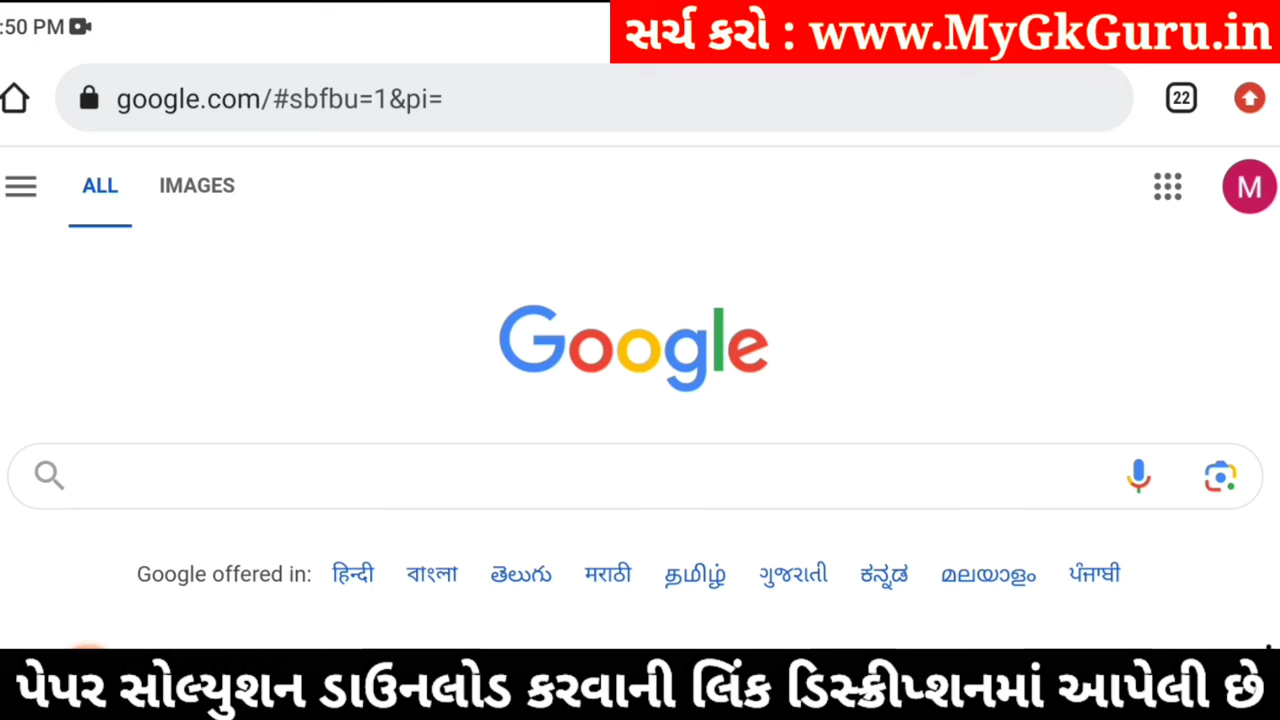 :50 PM
સર્ચ કરો : www.MyGkGuru.in
google.com/#sbfbu=1&pi=
22
ALL IMAGES
M
Google
Google offered in: हिन्दी বাংলা తెలుగు मराठी தமிழ் ગુજરાતી ಕನ್ನಡ മലയാളം ਪੰਜਾਬੀ
પેપર સોલ્યુશન ડાઉનલોડ કરવાની લિંક ડિસ્ક્રીપ્શનમાં આપેલી છે